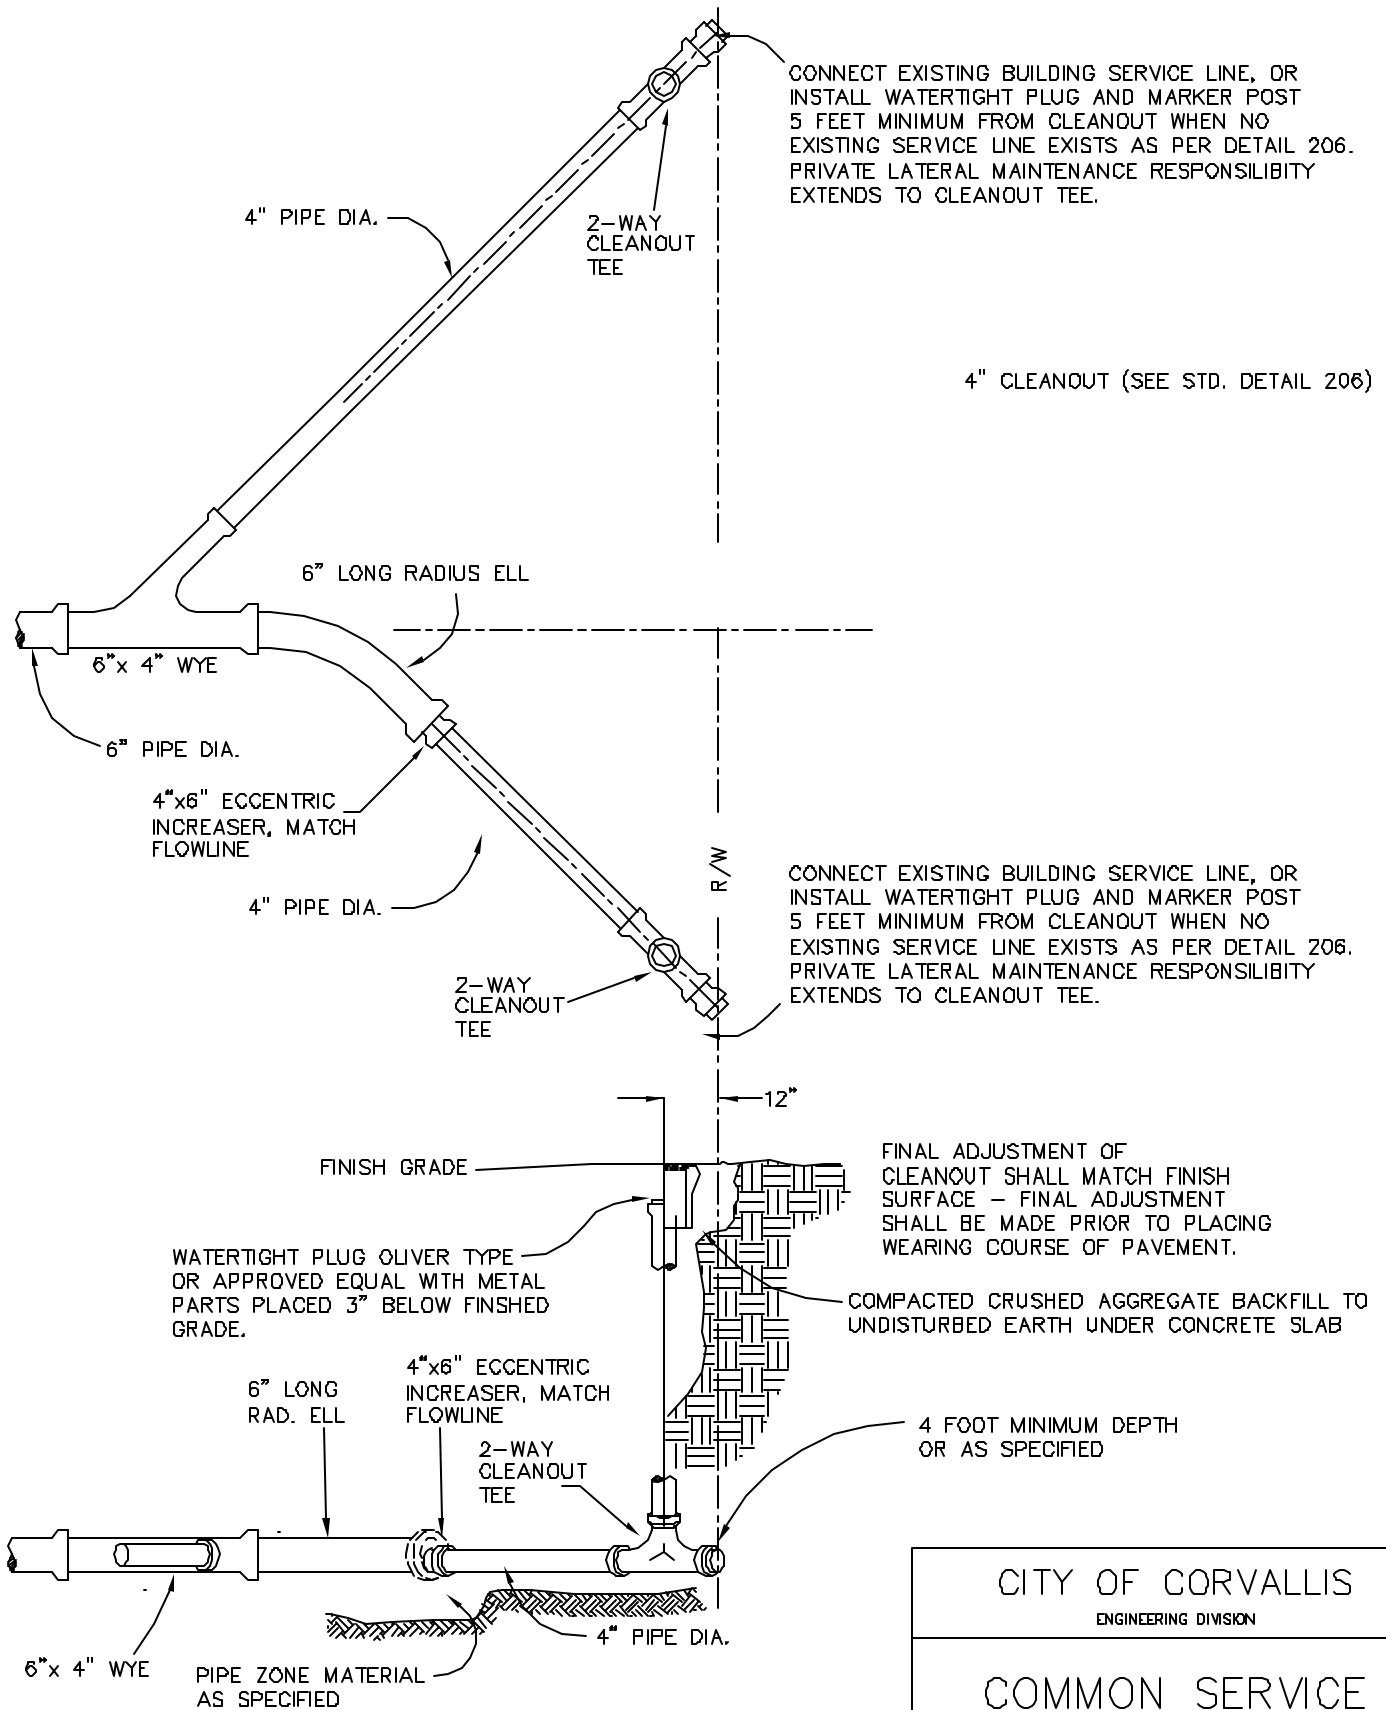 CONNECT EXISTING BUILDING SERVICE LINE, OR
INSTALL WATERTIGHT PLUG AND MARKER POST
5 FEET MINIMUM FROM CLEANOUT WHEN NO
EXISTING SERVICE LINE EXISTS AS PER DETAIL 206.
PRIVATE LATERAL MAINTENANCE RESPONSILIBITY
EXTENDS TO CLEANOUT TEE.
4" PIPE DIA.
2-WAY
CLEANOUT
TEE
4" CLEANOUT (SEE STD. DETAIL 206)
6" LONG RADIUS ELL
6"x 4" WYE
6" PIPE DIA.
4"x6" ECCENTRIC
INCREASER, MATCH
FLOWLINE
R/W
4" PIPE DIA.
CONNECT EXISTING BUILDING SERVICE LINE, OR
INSTALL WATERTIGHT PLUG AND MARKER POST
5 FEET MINIMUM FROM CLEANOUT WHEN NO
EXISTING SERVICE LINE EXISTS AS PER DETAIL 206.
PRIVATE LATERAL MAINTENANCE RESPONSILIBITY
EXTENDS TO CLEANOUT TEE.
2-WAY
CLEANOUT
TEE
12"
FINISH GRADE
FINAL ADJUSTMENT OF
CLEANOUT SHALL MATCH FINISH
SURFACE - FINAL ADJUSTMENT
SHALL BE MADE PRIOR TO PLACING
WEARING COURSE OF PAVEMENT.
WATERTIGHT PLUG OLIVER TYPE
OR APPROVED EQUAL WITH METAL
PARTS PLACED 3" BELOW FINSHED
GRADE.
COMPACTED CRUSHED AGGREGATE BACKFILL TO
UNDISTURBED EARTH UNDER CONCRETE SLAB
6" LONG
RAD. ELL
4"x6" ECCENTRIC
INCREASER, MATCH
FLOWLINE
2-WAY
CLEANOUT
TEE
4 FOOT MINIMUM DEPTH
OR AS SPECIFIED
6"x 4" WYE
PIPE ZONE MATERIAL
AS SPECIFIED
4" PIPE DIA.
CITY OF CORVALLIS
ENGINEERING DIVISION
COMMON SERVICE